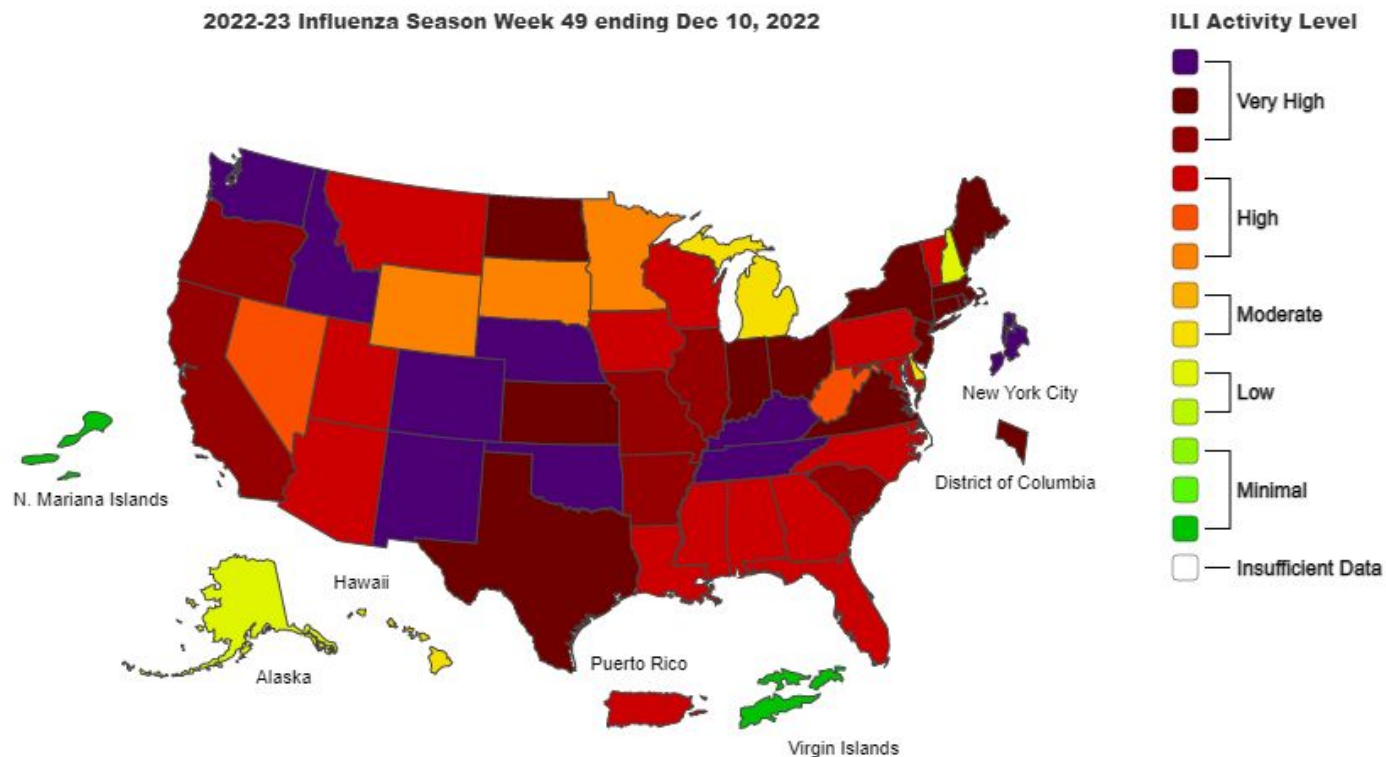 2022-23 Influenza Season Week 49 ending Dec 10, 2022
ILI Activity Level
Very High
High
Moderate
Low
Minimal
Insufficient Data
New York City
District of Columbia
N. Mariana Islands
Hawaii
Alaska
Puerto Rico
Virgin Islands